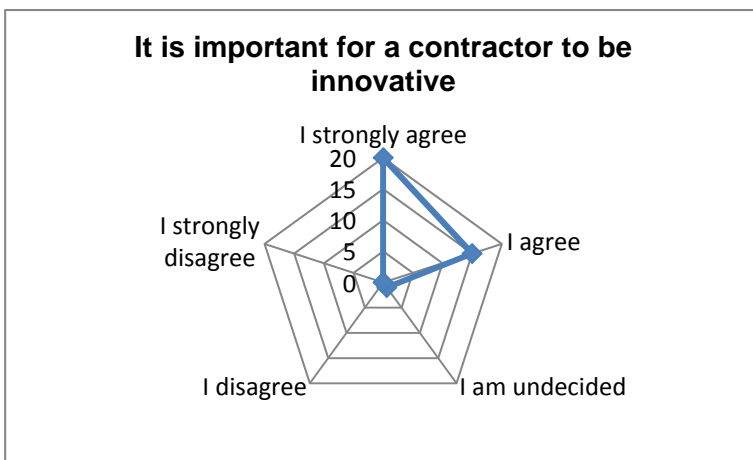 It is important for a contractor to be
innovative
I strongly agree
20
15
10
5
0
I agree
I am undecided
I disagree
I strongly
disagree